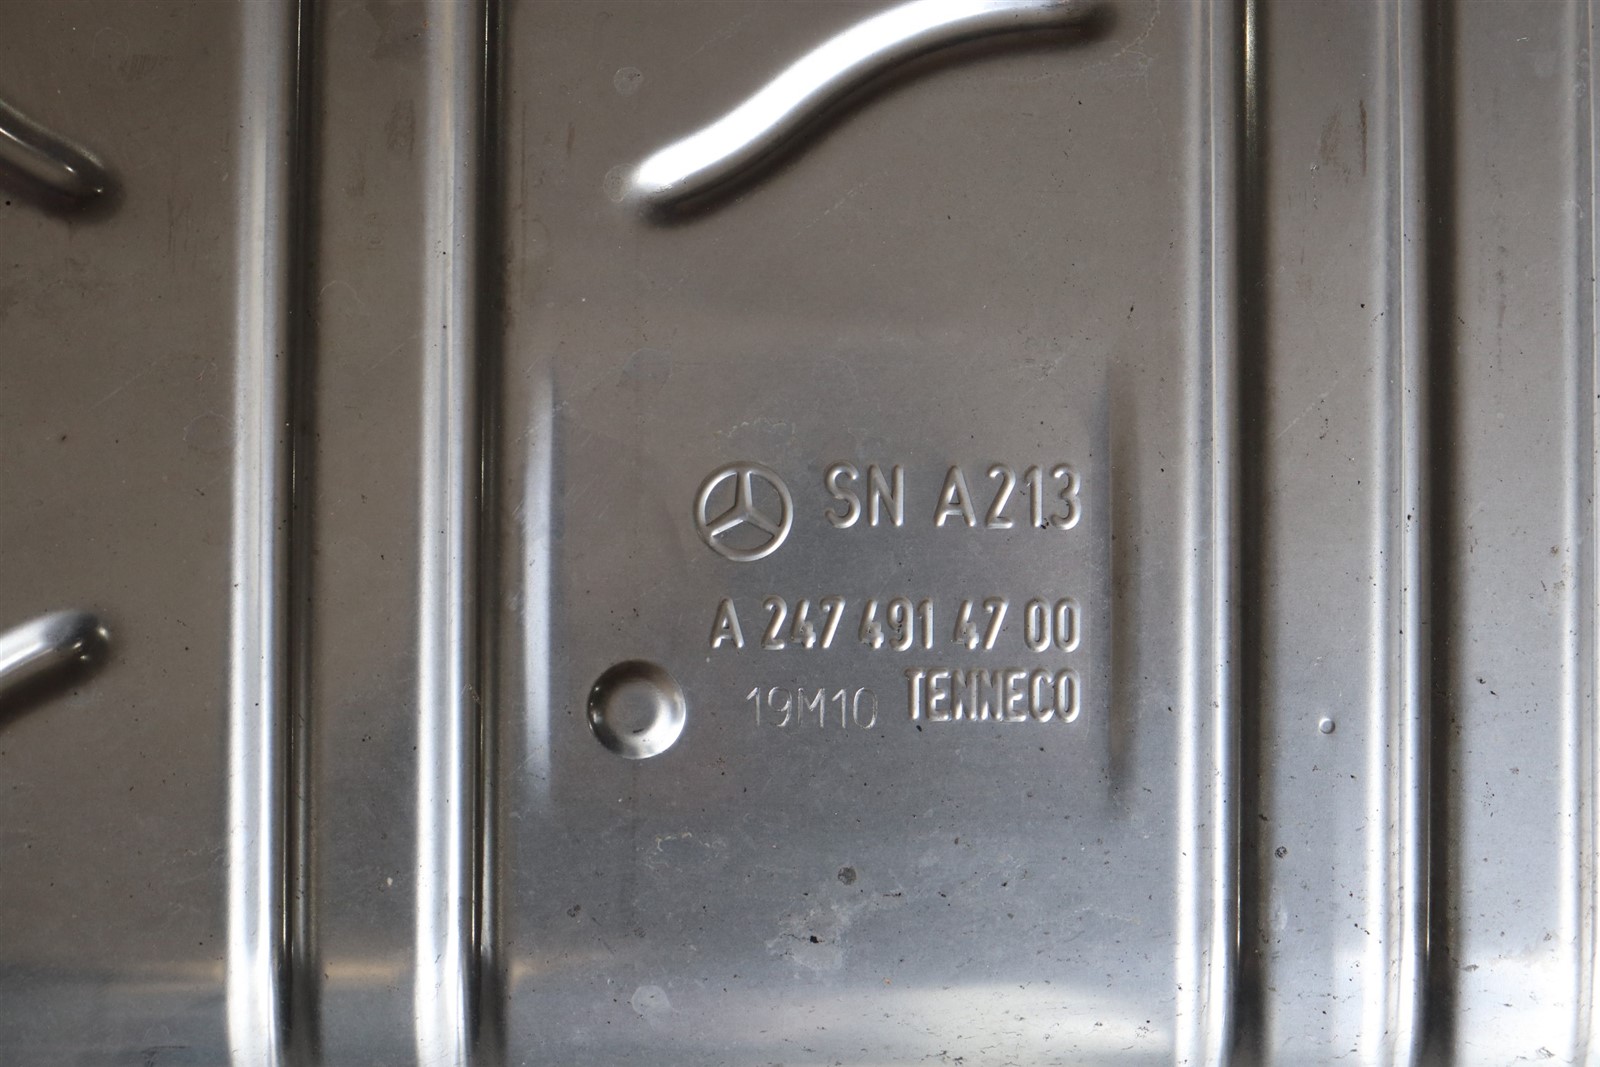 SN A213
A 247 491 47 00
19M10 TENNECO